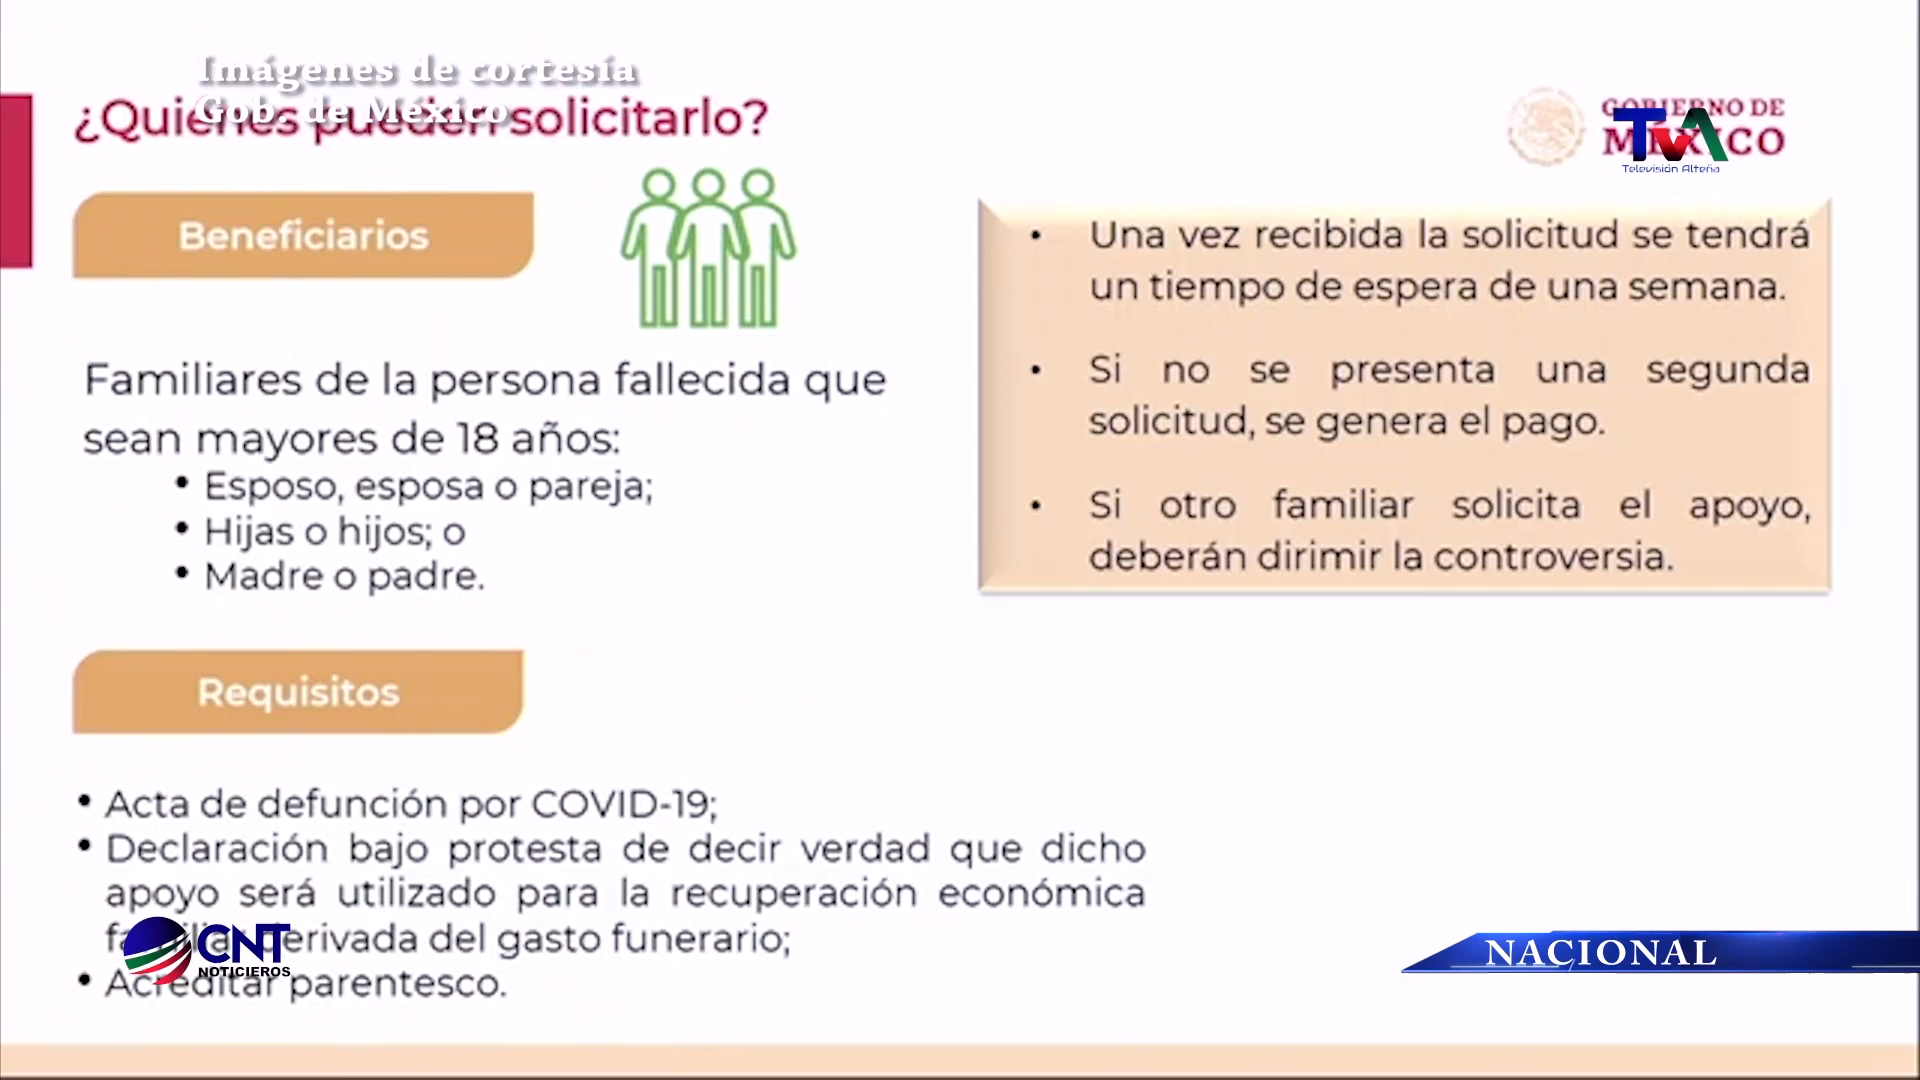 Imágenes de cortesía
Gob. de México
¿Quiénes pueden solicitarlo?
GOBIERNO DE
MÉXICO
TvA
Televisión Alteña
Beneficiarios
Familiares de la persona fallecida que
sean mayores de 18 años:
• Esposo, esposa o pareja;
• Hijas o hijos; o
• Madre o padre.
• Una vez recibida la solicitud se tendrá
un tiempo de espera de una semana.
• Si no se presenta una segunda
solicitud, se genera el pago.
• Si otro familiar solicita el apoyo,
deberán dirimir la controversia.
Requisitos
• Acta de defunción por COVID-19;
• Declaración bajo protesta de decir verdad que dicho
apoyo será utilizado para la recuperación económica
familiar derivada del gasto funerario;
• Acreditar parentesco.
CNT
NOTICIEROS
NACIONAL